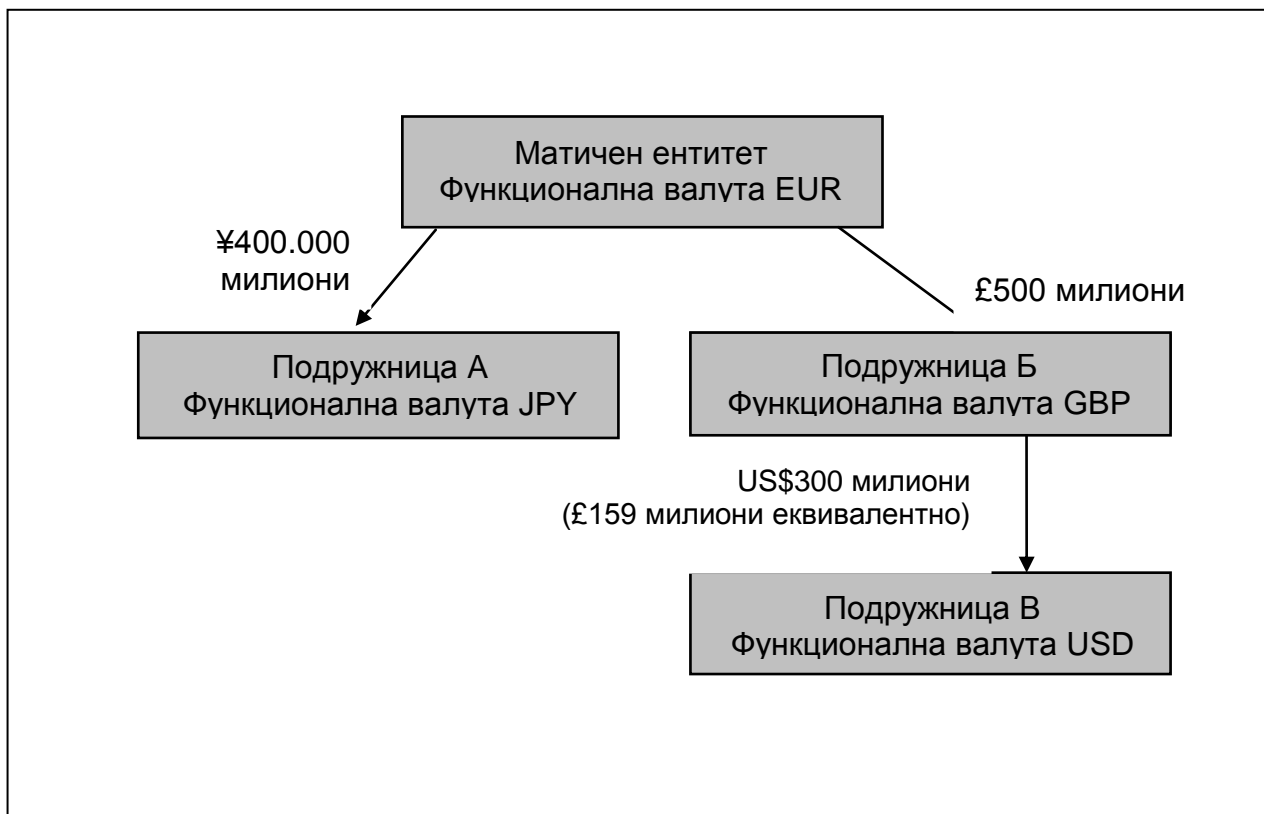 Матичен ентитет
Функционална валута EUR
¥400.000
милиони
£500 милиони
Подружница А
Функционална валута JPY
Подружница Б
Функционална валута GBP
US$300 милиони
(£159 милиони еквивалентно)
Подружница В
Функционална валута USD